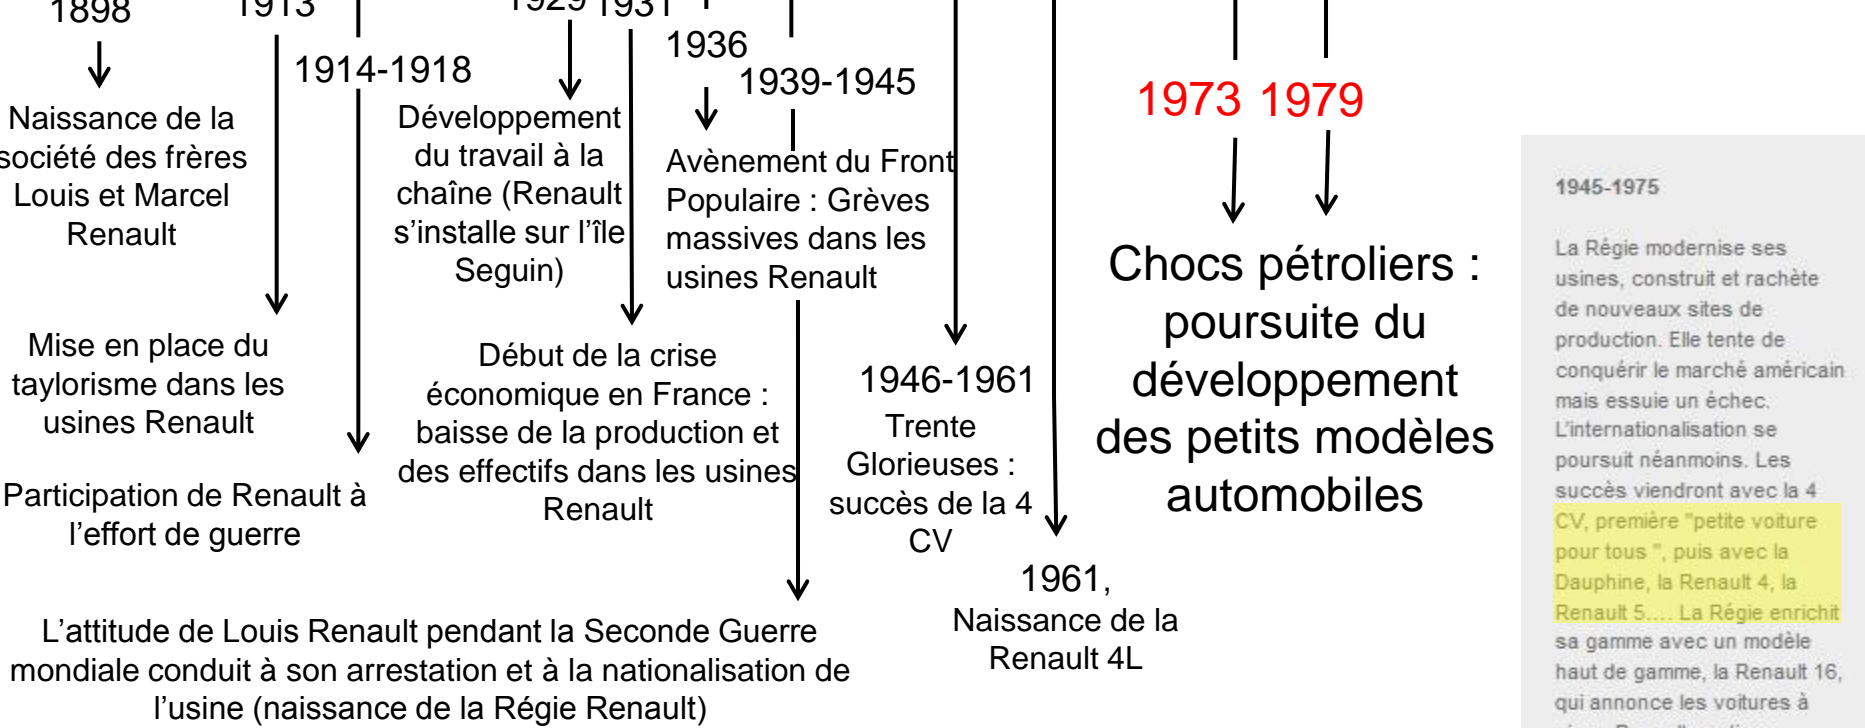 1898
1913
1914-1918
1929 1931
1936
1939-1945
1973 1979
Naissance de la
société des frères
Louis et Marcel
Renault
Mise en place du
taylorisme dans les
usines Renault
Participation de Renault à
l’effort de guerre
Développement
du travail à la
chaîne (Renault
s’installe sur l’île
Seguin)
Début de la crise
économique en France :
baisse de la production et
des effectifs dans les usines
Renault
Avènement du Front
Populaire : Grèves
massives dans les
usines Renault
L’attitude de Louis Renault pendant la Seconde Guerre
mondiale conduit à son arrestation et à la nationalisation de
l’usine (naissance de la Régie Renault)
1946-1961
Trente
Glorieuses :
succès de la 4
CV
1961,
Naissance de la
Renault 4L
Chocs pétroliers :
poursuite du
développement
des petits modèles
automobiles
1945-1975
La Régie modernise ses
usines, construit et rachète
de nouveaux sites de
production. Elle tente de
conquérir le marché américain
mais essuie un échec.
L'internationalisation se
poursuit néanmoins. Les
succès viendront avec la 4
CV, première "petite voiture
pour tous ", puis avec la
Dauphine, la Renault 4, la
Renault 5.... La Régie enrichit
sa gamme avec un modèle
haut de gamme, la Renault 16,
qui annonce les voitures à